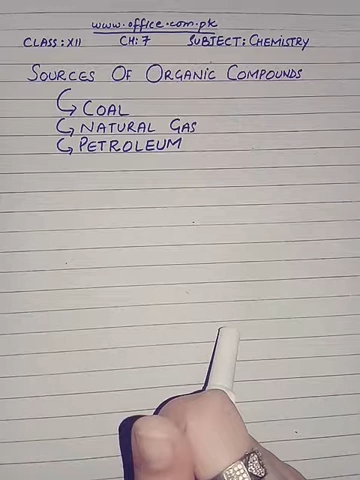 www.office.com.pk
CLASS: XII CH: 7 SUBJECT: CHEMISTRY
SOURCES OF ORGANIC COMPOUNDS
↳ COAL
↳ NATURAL GAS
↳ PETROLEUM